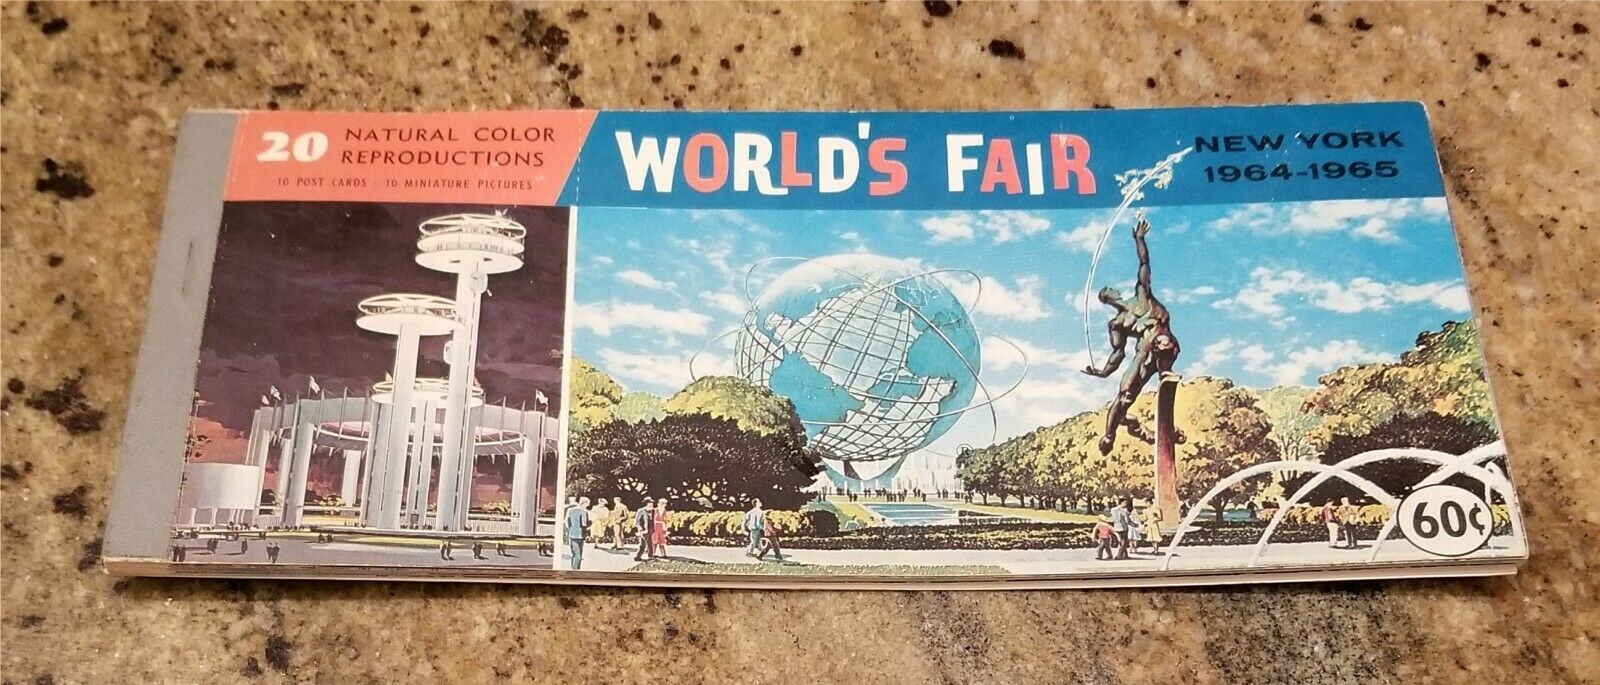 20 NATURAL COLOR
REPRODUCTIONS
10 POST CARDS - 10 MINIATURE PICTURES
WORLD'S FAIR
NEW YORK
1964-1965
60¢